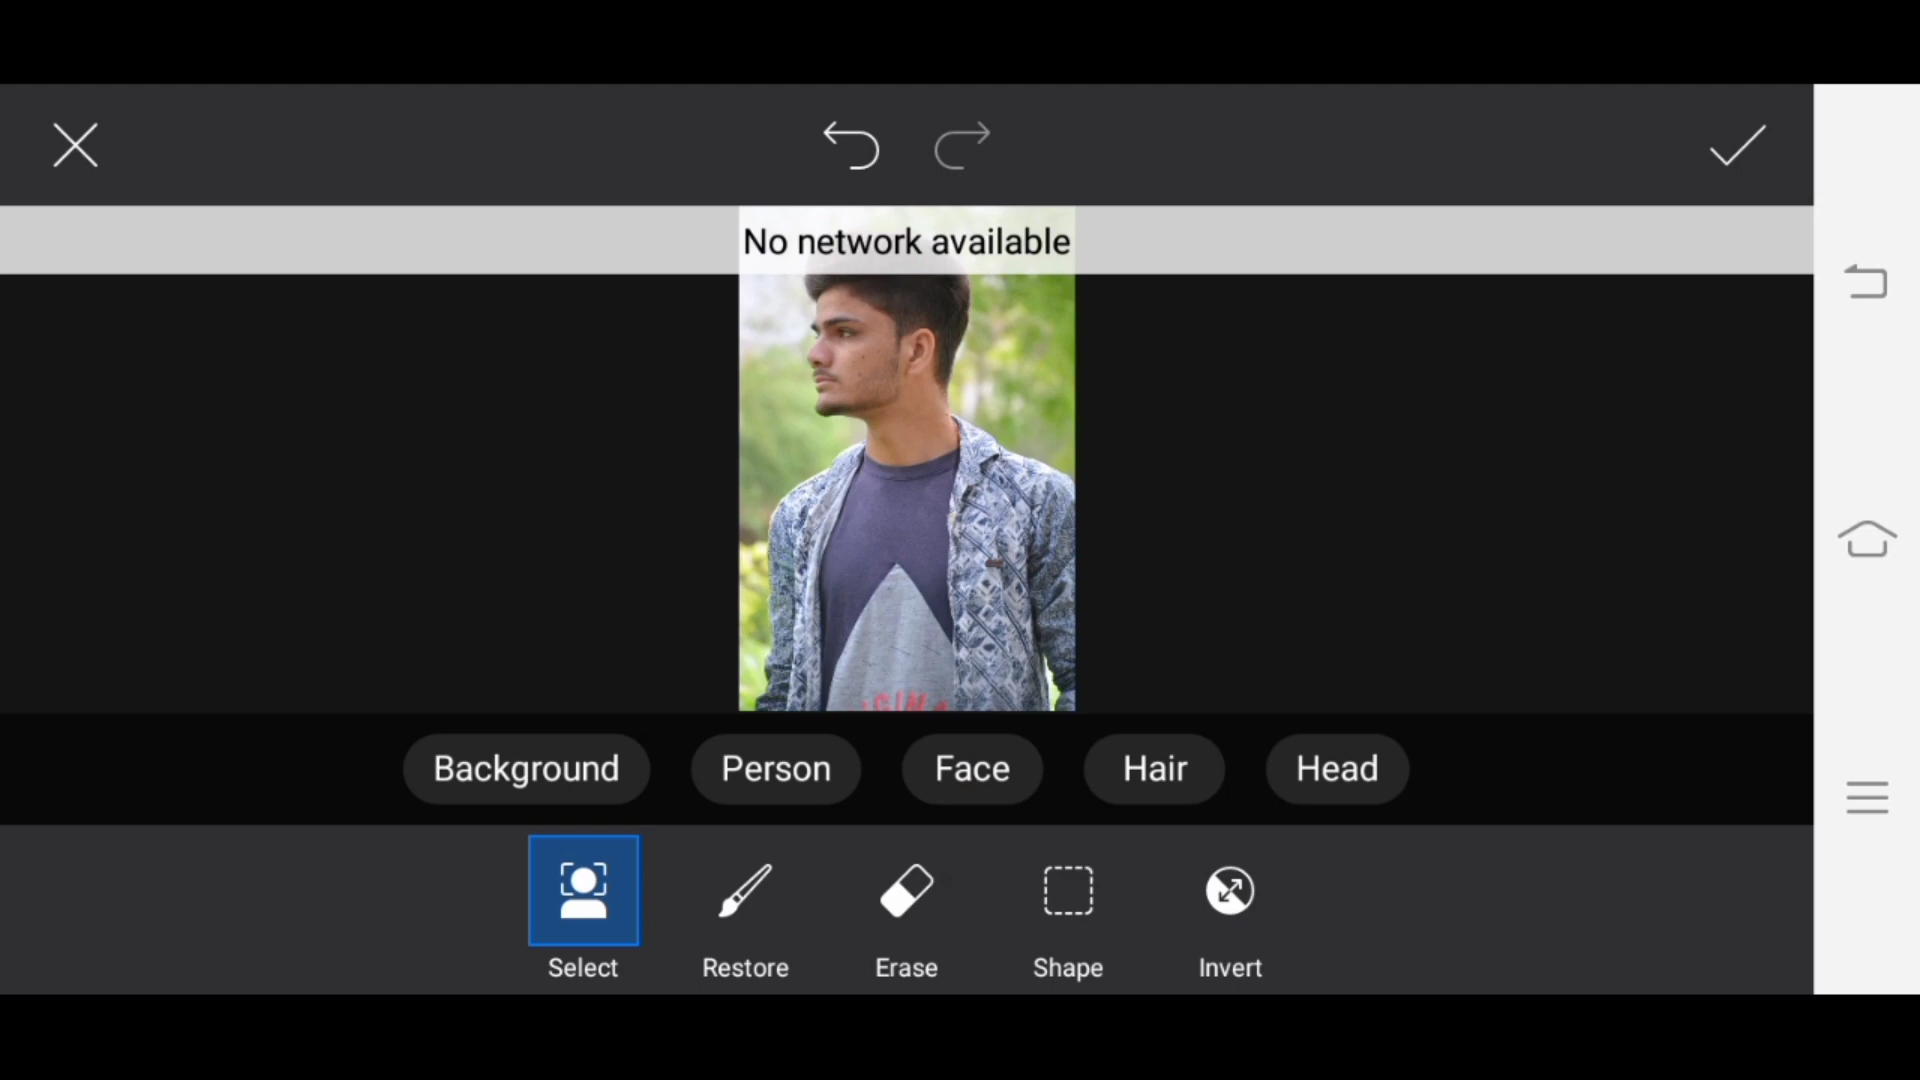 No network available
Background Person Face Hair Head
Select Restore Erase Shape Invert